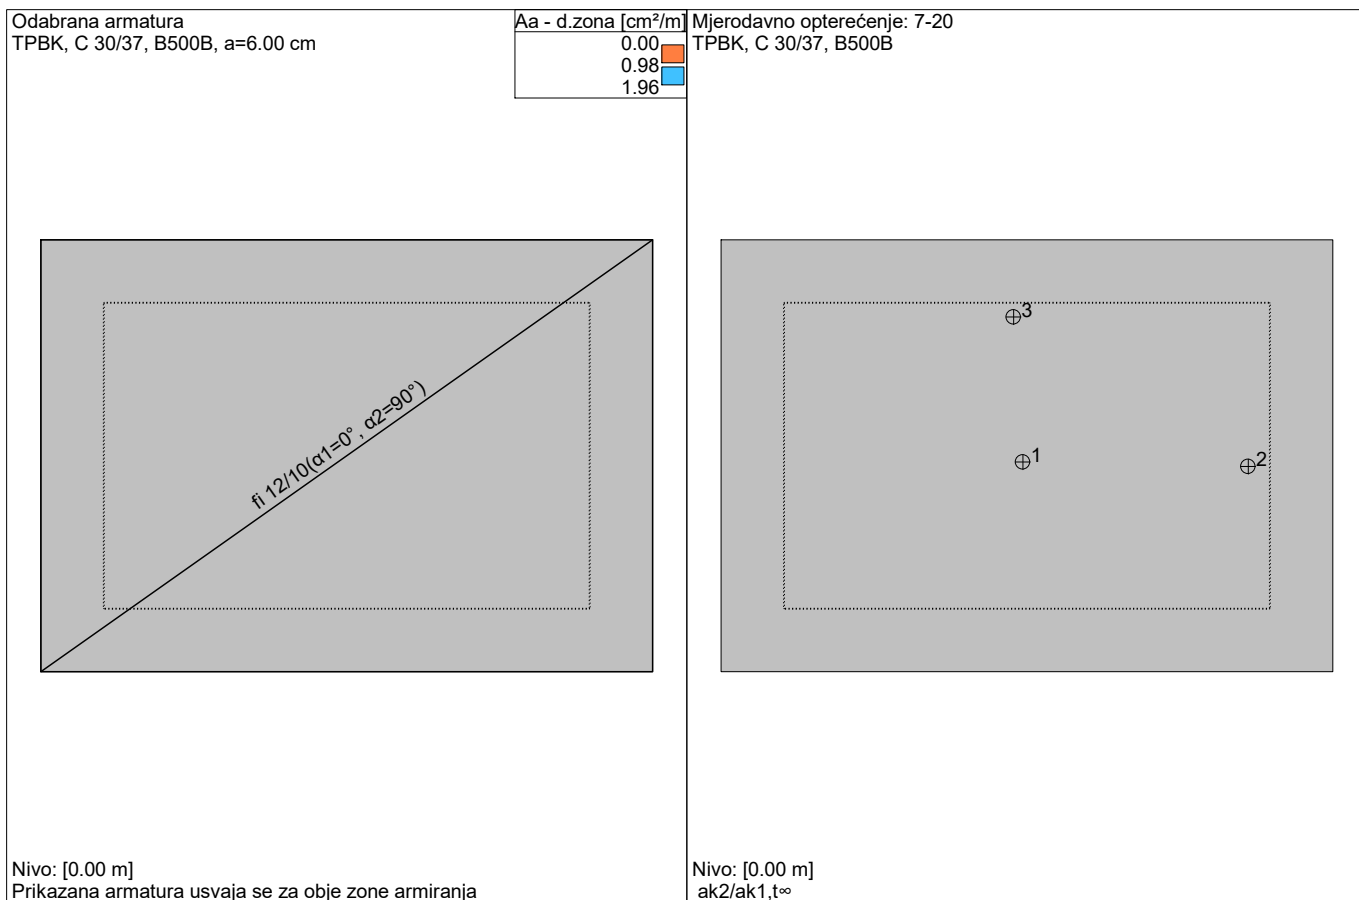 Odabrana armatura
TPBK, C 30/37, B500B, a=6.00 cm
Aa - d.zona [cm²/m]
0.00
0.98
1.96
fi 12/10(α1=0°, α2=90°)
Nivo: [0.00 m]
Prikazana armatura usvaja se za obje zone armiranja
Mjerodavno opterećenje: 7-20
TPBK, C 30/37, B500B
3
1
2
Nivo: [0.00 m]
ak2/ak1,t∞